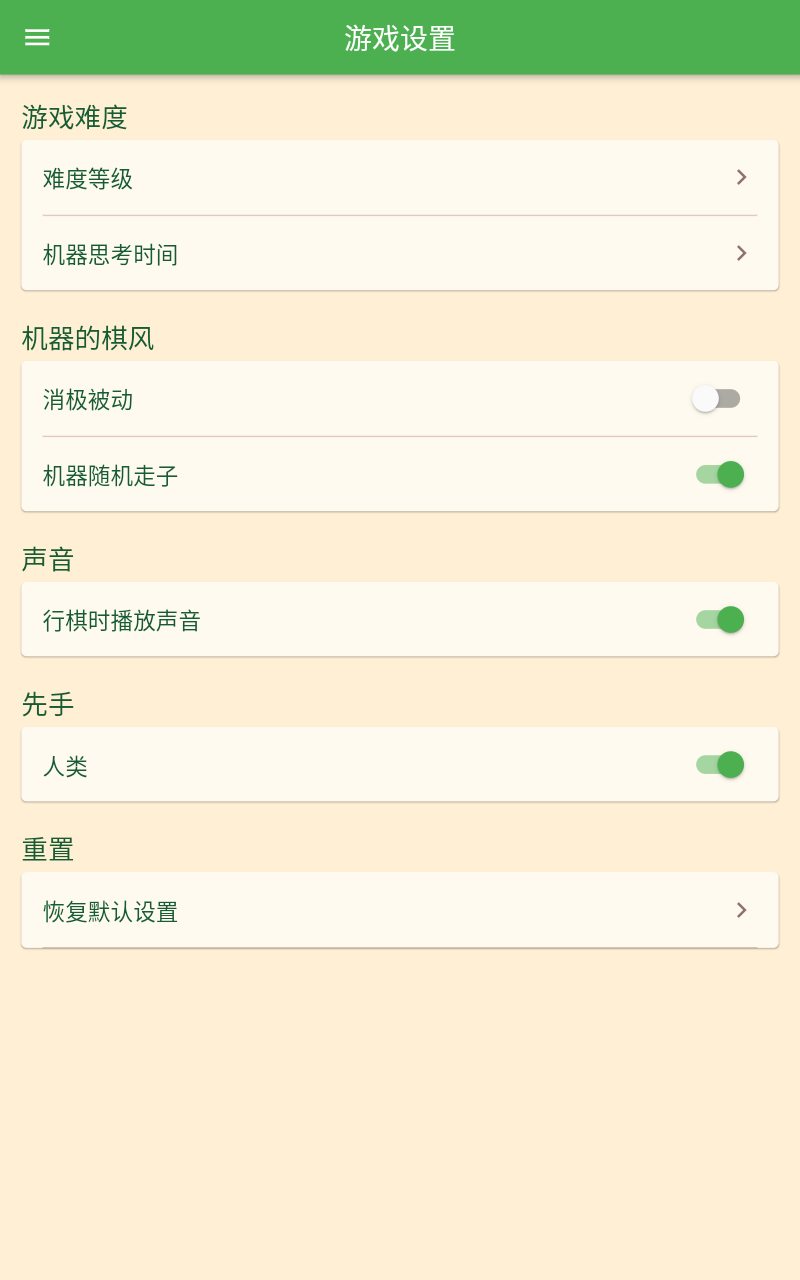 游戏设置
游戏难度
难度等级
机器思考时间
机器的棋风
消极被动
机器随机走子
声音
行棋时播放声音
先手
人类
重置
恢复默认设置